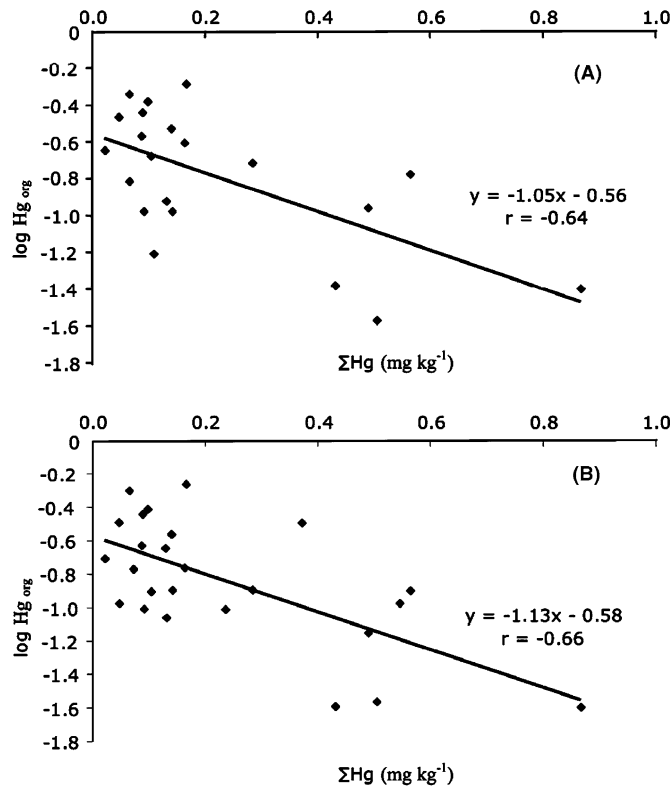 0.0 0.2 0.4 0.6 0.8 1.0
0
-0.2
(A)
-0.4
-0.6
-0.8
y = -1.05x - 0.56
-1.0
r = -0.64
-1.2
-1.4
-1.6
-1.8
log Hg org
ΣHg (mg kg⁻¹)
0.0 0.2 0.4 0.6 0.8 1.0
0
-0.2
(B)
-0.4
-0.6
-0.8
-1.0
y = -1.13x - 0.58
r = -0.66
-1.2
-1.4
-1.6
-1.8
log Hg org
ΣHg (mg kg⁻¹)